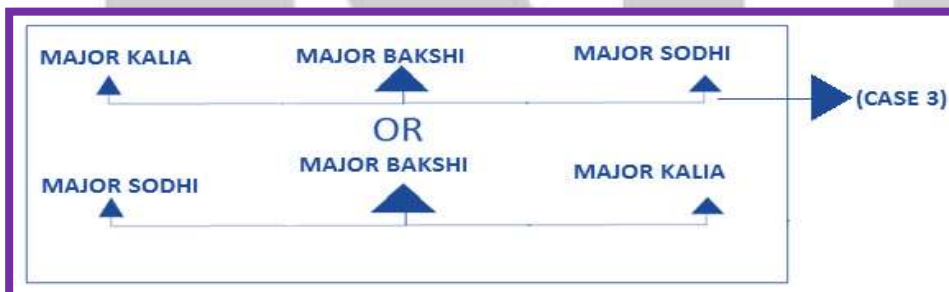 MAJOR KALIA MAJOR BAKSHI MAJOR SODHI
(CASE 3)
OR
MAJOR SODHI MAJOR BAKSHI MAJOR KALIA